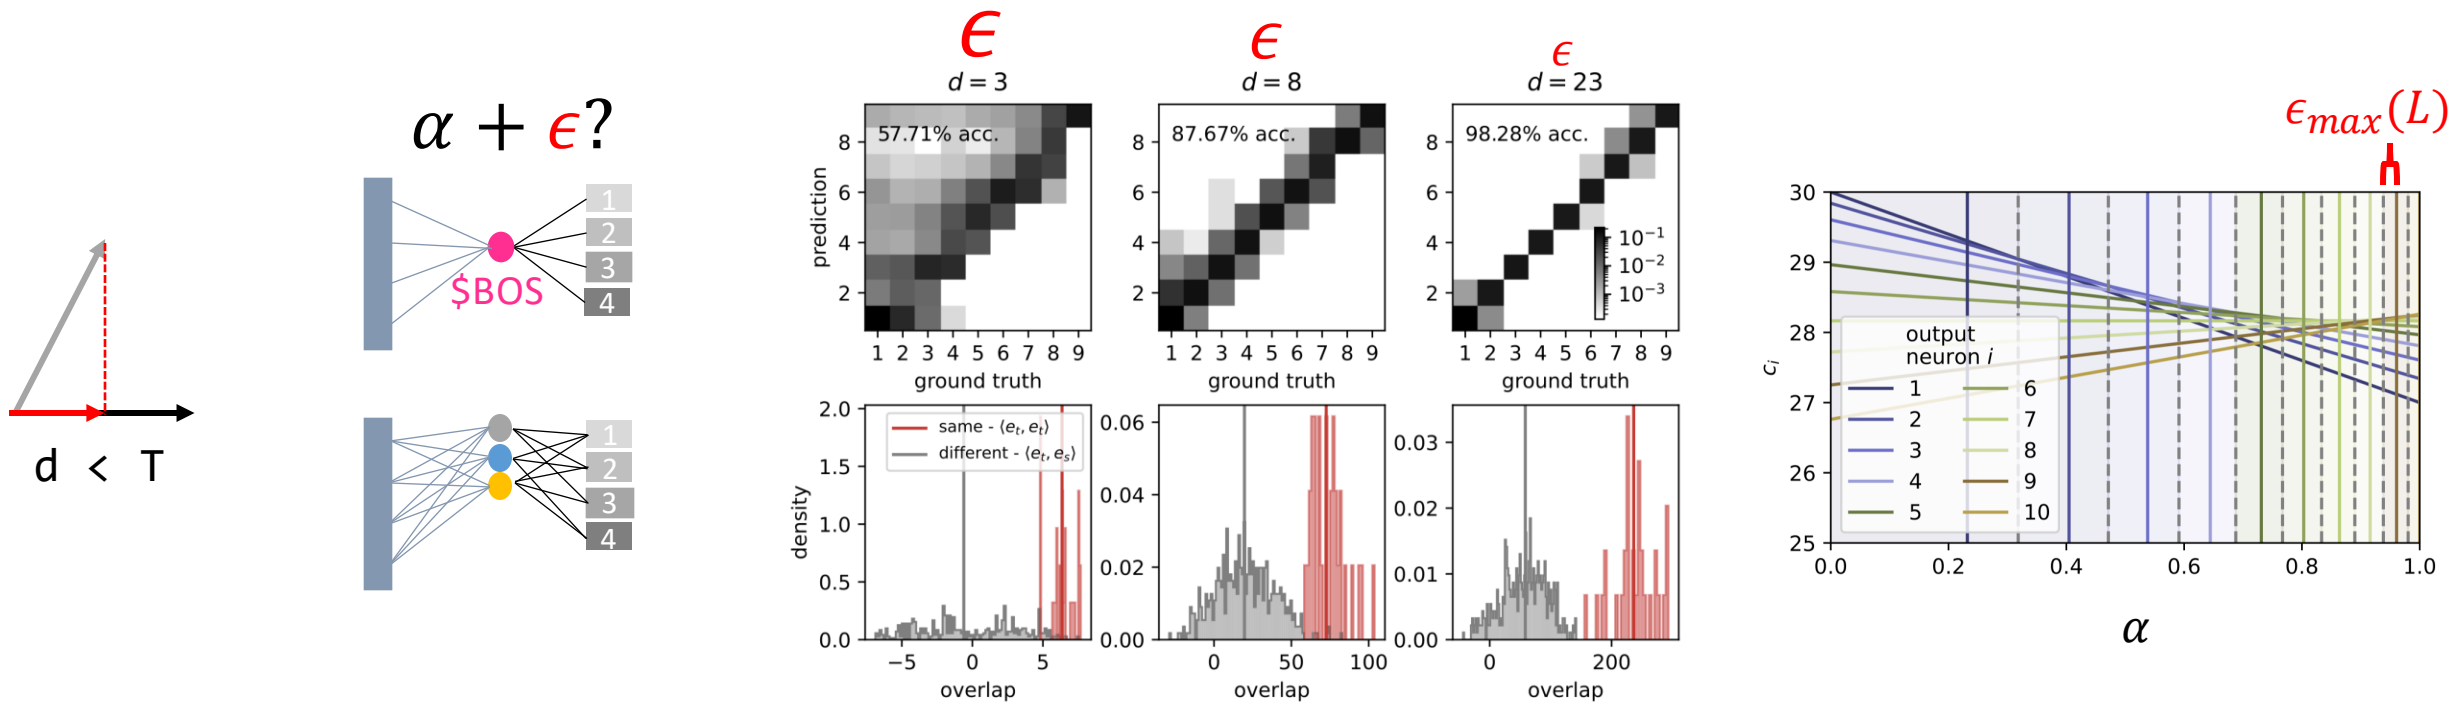 d < T
α + ϵ?
$BOS
1
2
3
4
1
2
3
4
ϵ
d = 3
57.71% acc.
prediction
8
6
4
2
1 2 3 4 5 6 7 8 9
ground truth
ϵ
d = 8
87.67% acc.
8
6
4
2
1 2 3 4 5 6 7 8 9
ground truth
ϵ
d = 23
98.28% acc.
8
6
4
2
10⁻¹
10⁻²
10⁻³
1 2 3 4 5 6 7 8 9
ground truth
density
2.0
1.5
1.0
0.5
0.0
same - ⟨eₜ, eₜ⟩
different - ⟨eₜ, eₛ⟩
−5 0 5
overlap
0.06
0.04
0.02
0.00
0 50 100
overlap
0.03
0.02
0.01
0.00
0 200
overlap
ϵmax(L)
cᵢ
30
29
28
27
26
25
output
neuron i
1 6
2 7
3 8
4 9
5 10
0.0 0.2 0.4 0.6 0.8 1.0
α